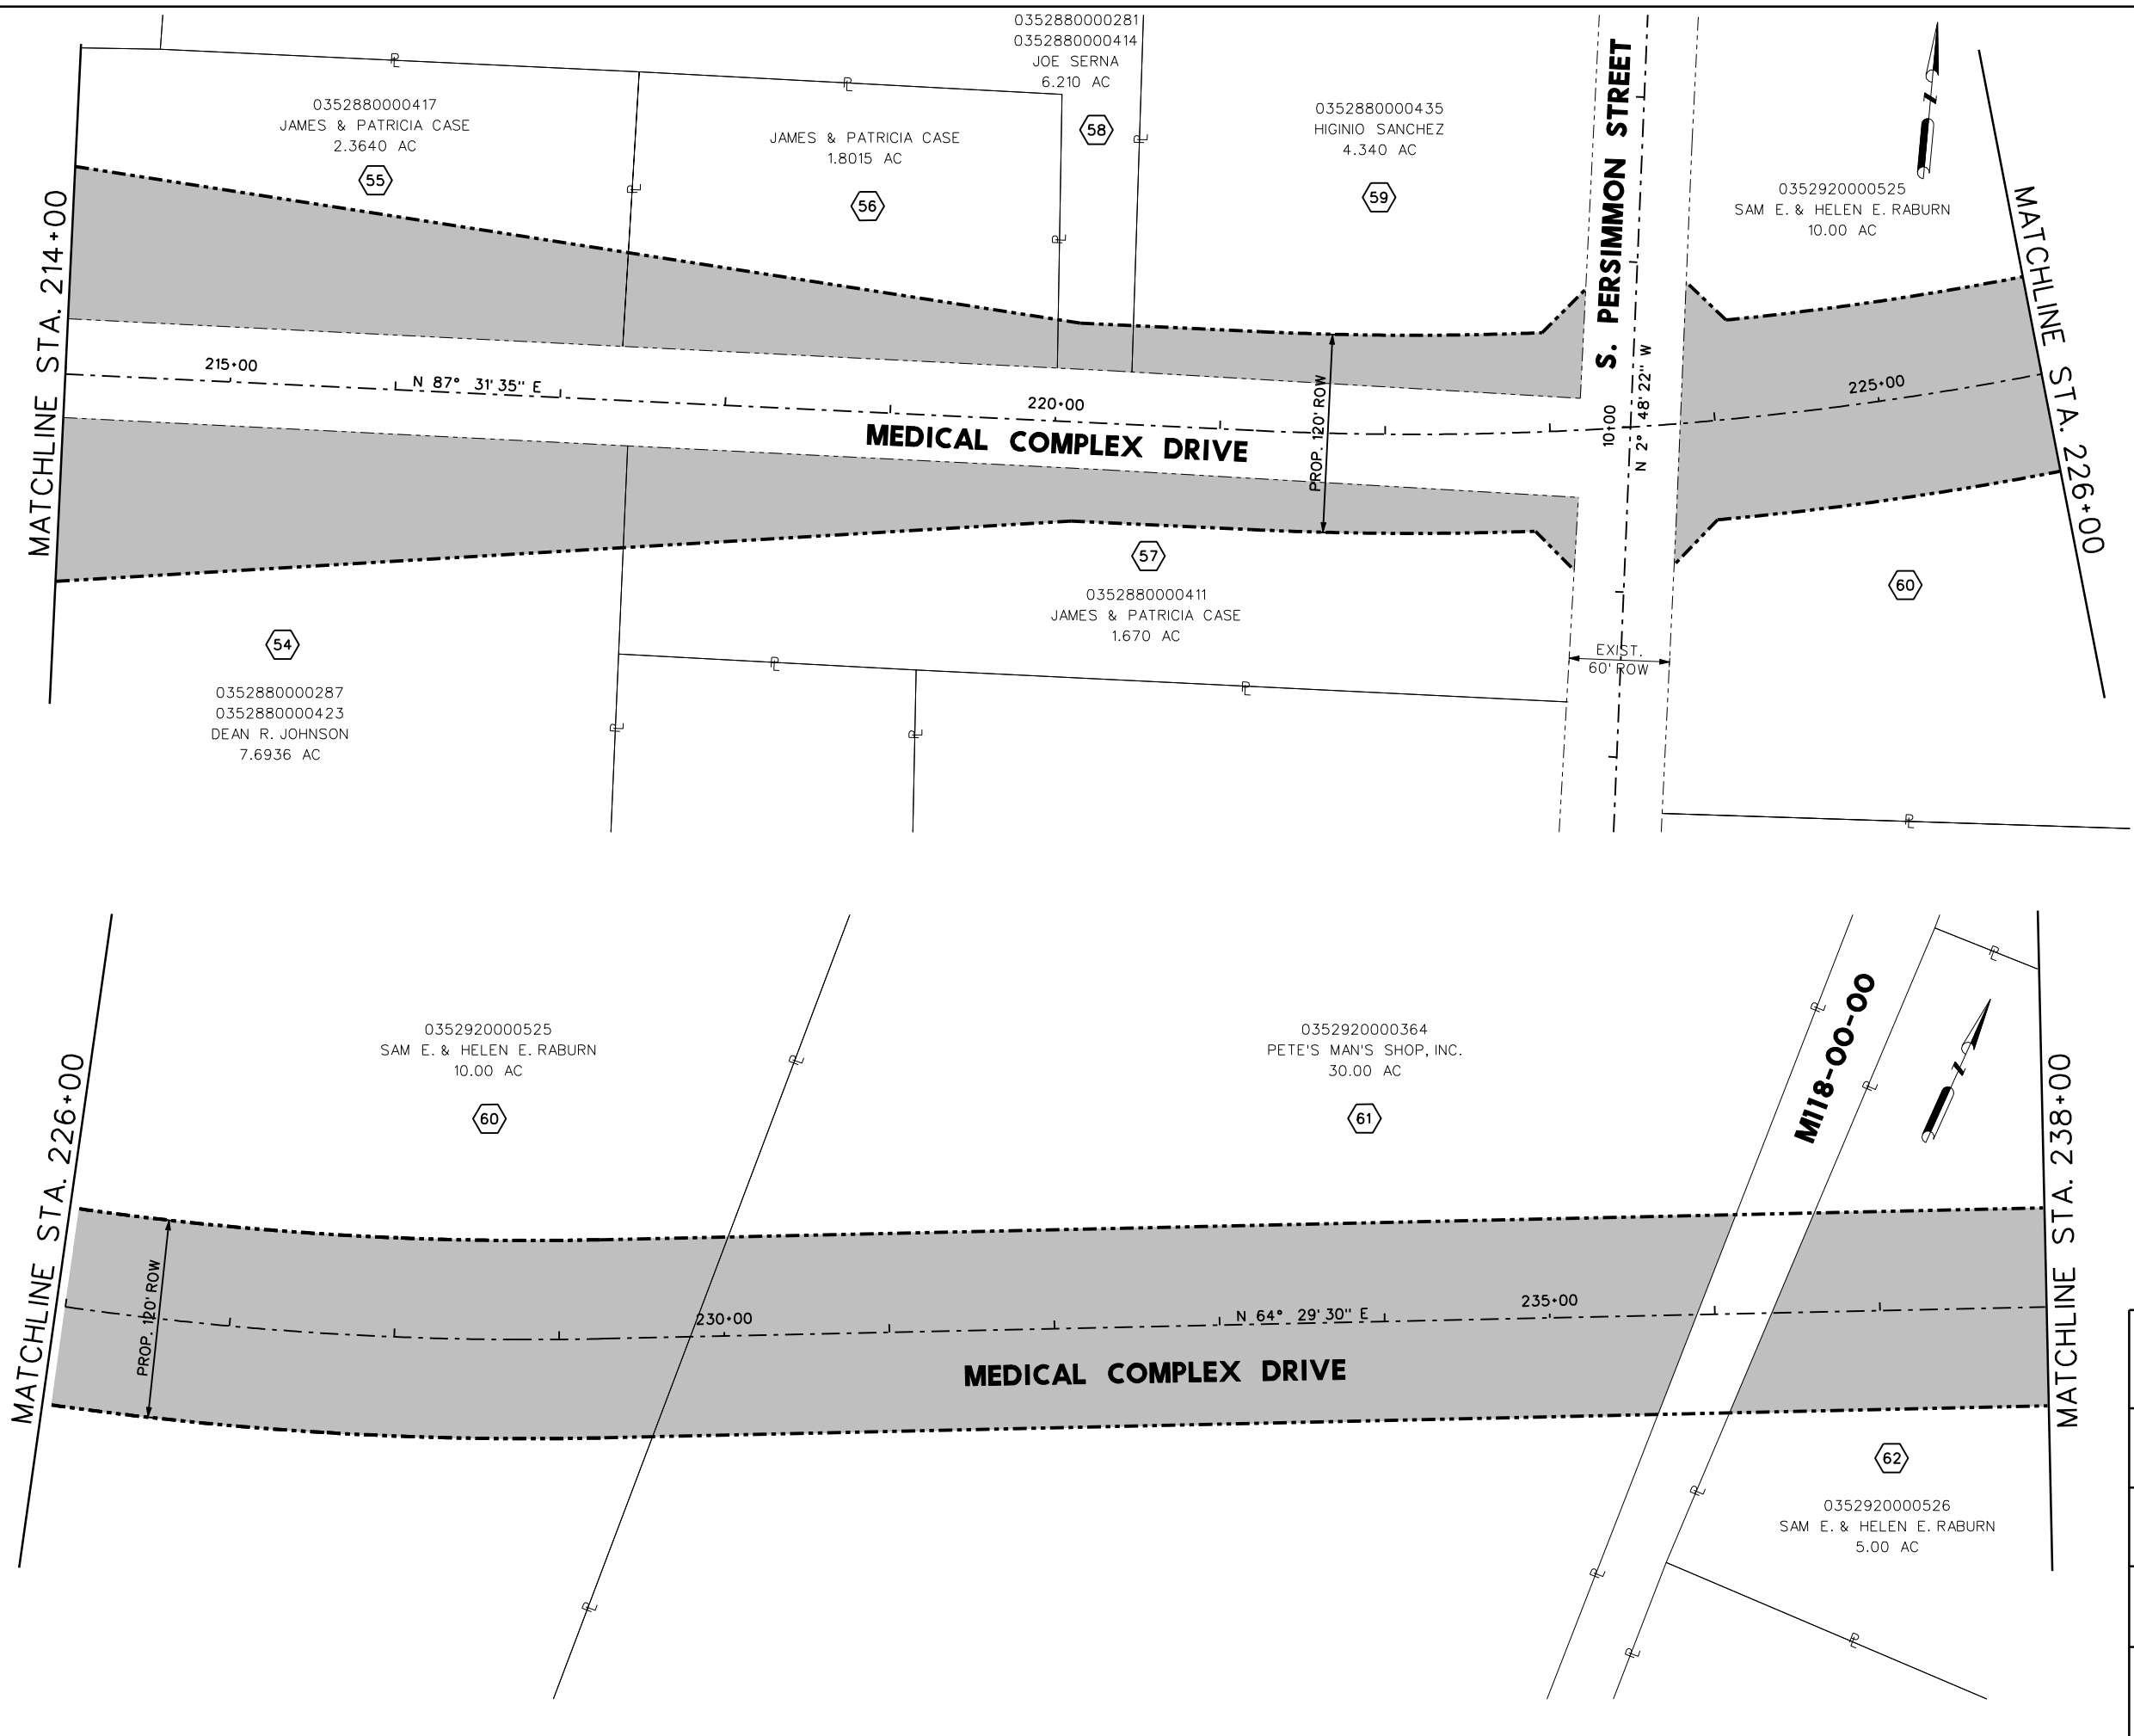 0352880000281
0352880000414
JOE SERNA
6.210 AC
58
0352880000417
JAMES & PATRICIA CASE
2.3640 AC
55
JAMES & PATRICIA CASE
1.8015 AC
56
0352880000435
HIGINIO SANCHEZ
4.340 AC
59
S. PERSIMMON STREET
0352920000525
SAM E. & HELEN E. RABURN
10.00 AC
N
MATCHLINE STA. 214+00
MATCHLINE STA. 226+00
215+00
N 87° 31' 35" E
220+00
MEDICAL COMPLEX DRIVE
PROP. 120' ROW
10+00
N 2° 48' 22" W
225+00
57
0352880000411
JAMES & PATRICIA CASE
1.670 AC
60
54
0352880000287
0352880000423
DEAN R. JOHNSON
7.6936 AC
EXIST.
60' ROW
MATCHLINE STA. 226+00
0352920000525
SAM E. & HELEN E. RABURN
10.00 AC
60
0352920000364
PETE'S MAN'S SHOP, INC.
30.00 AC
61
M118-00-00
N
MATCHLINE STA. 238+00
PROP. 120' ROW
230+00
N 64° 29' 30" E
235+00
MEDICAL COMPLEX DRIVE
62
0352920000526
SAM E. & HELEN E. RABURN
5.00 AC